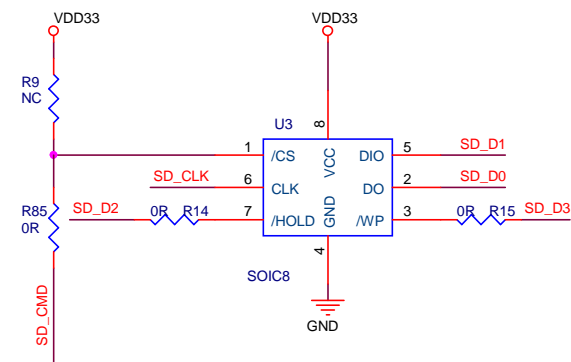 VDD33
VDD33
R9
NC
U3
8
1
/CS
VCC
DIO
5
SD_D1
SD_CLK
6
CLK
DO
2
SD_D0
R85
0R
SD_D2
0R
R14
7
/HOLD
GND
/WP
3
0R
R15
SD_D3
4
SOIC8
SD_CMD
GND